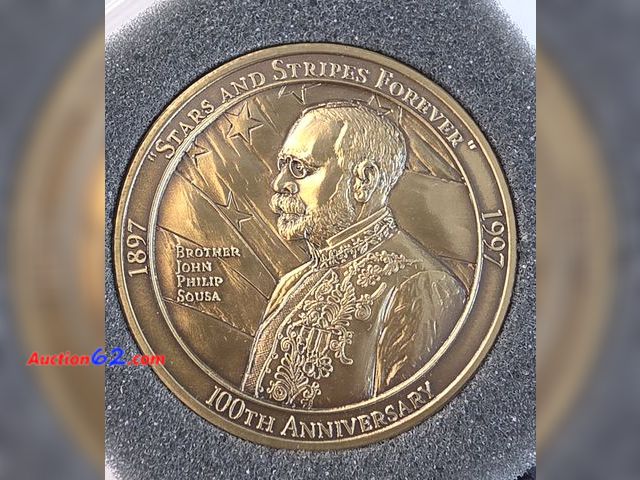 "STARS AND STRIPES FOREVER"
1897
1997
BROTHER
JOHN
PHILIP
SOUSA
Auction62.com
100TH ANNIVERSARY